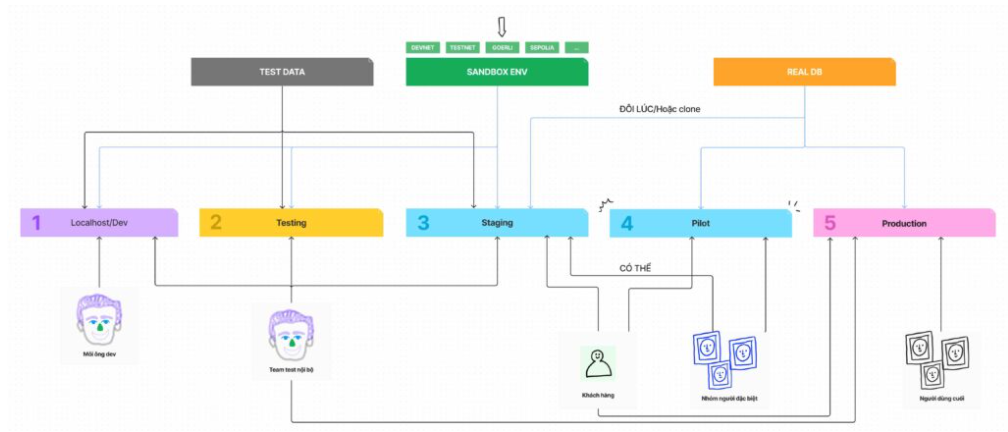 DEVNET
TESTNET
GOERLI
SEPOLIA
...
TEST DATA
SANDBOX ENV
REAL DB
ĐÔI LÚC/Hoặc clone
1 Localhost/Dev
2 Testing
3 Staging
4 Pilot
5 Production
CÓ THỂ
Mỗi ông dev
Team test nội bộ
Khách hàng
Nhóm người đặc biệt
Người dùng cuối